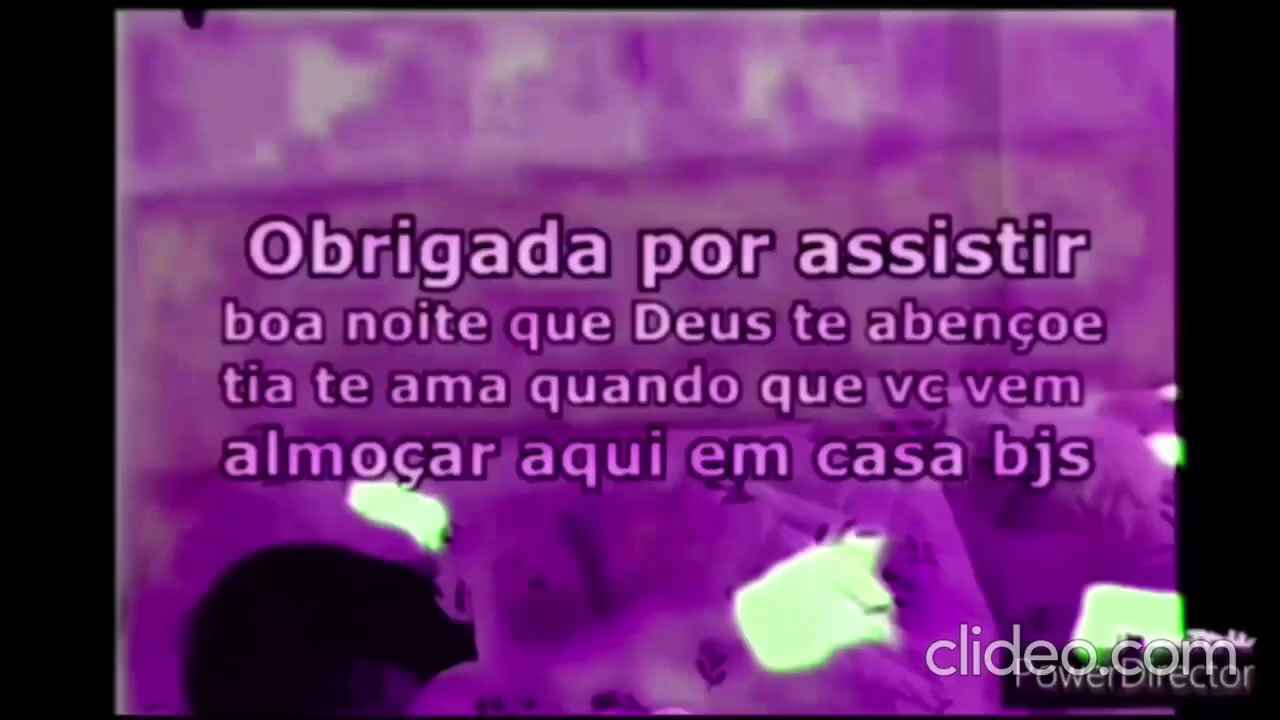 Obrigada por assistir
boa noite que Deus te abençoe
tia te ama quando que vc vem
almoçar aqui em casa bjs
clideo.com
PowerDirector